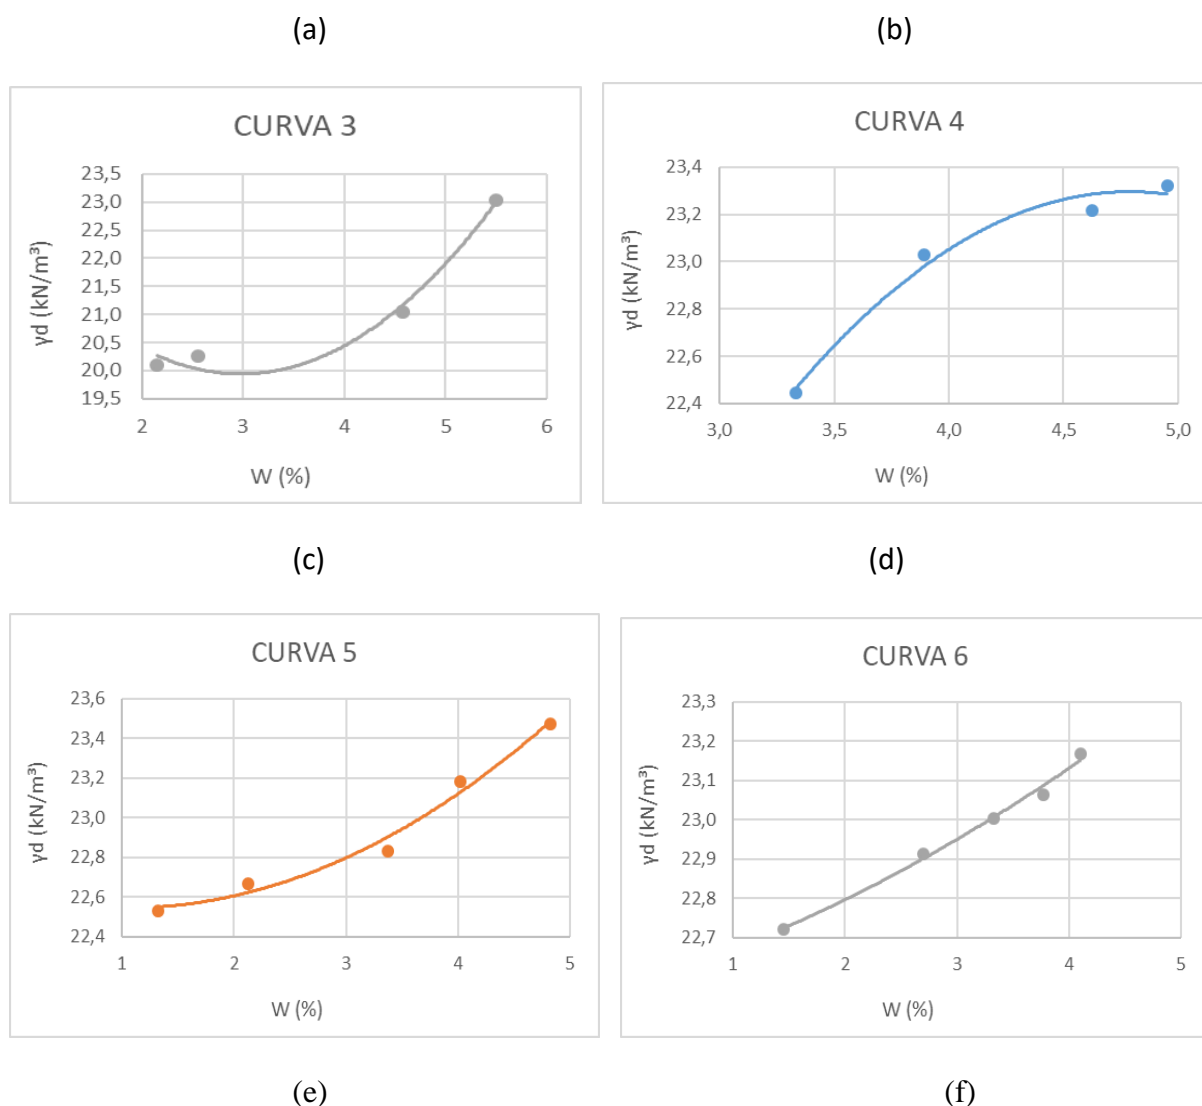 (a)
(b)
CURVA 3
23,5
23,0
22,5
22,0
21,5
21,0
20,5
20,0
19,5
γd (kN/m³)
2 3 4 5 6
W (%)
CURVA 4
23,4
23,2
23,0
22,8
22,6
22,4
γd (kN/m³)
3,0 3,5 4,0 4,5 5,0
W (%)
(c)
(d)
CURVA 5
23,6
23,4
23,2
23,0
22,8
22,6
22,4
γd (kN/m³)
1 2 3 4 5
W (%)
CURVA 6
23,3
23,2
23,1
23,0
22,9
22,8
22,7
γd (kN/m³)
1 2 3 4 5
W (%)
(e)
(f)